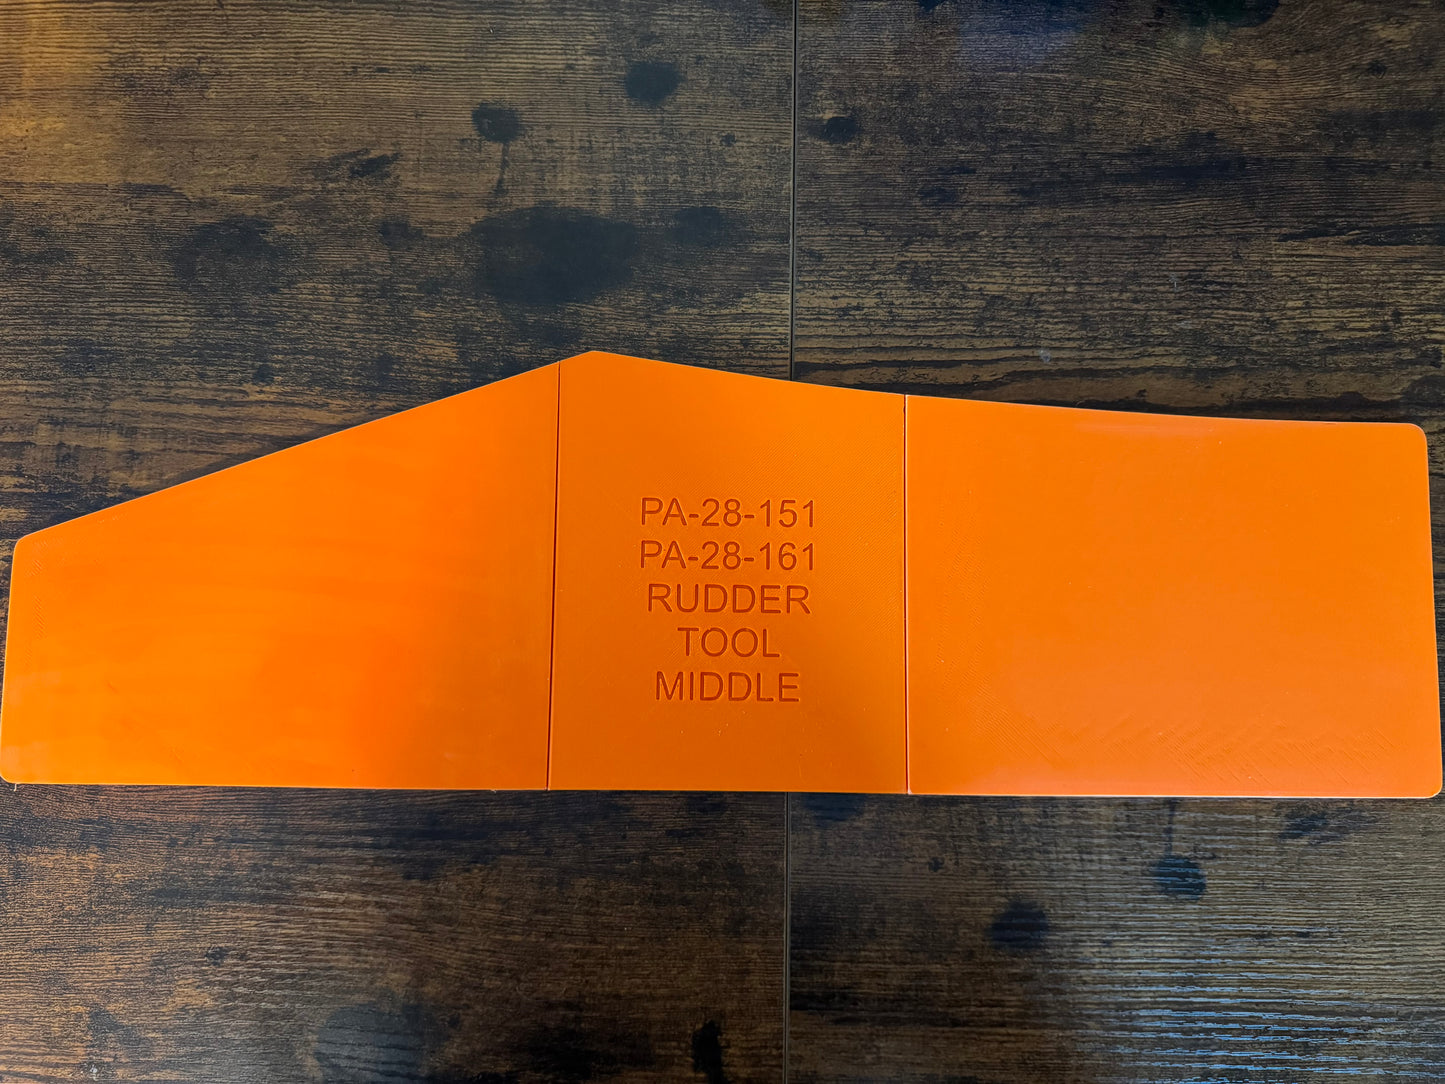 PA-28-151
PA-28-161
RUDDER
TOOL
MIDDLE